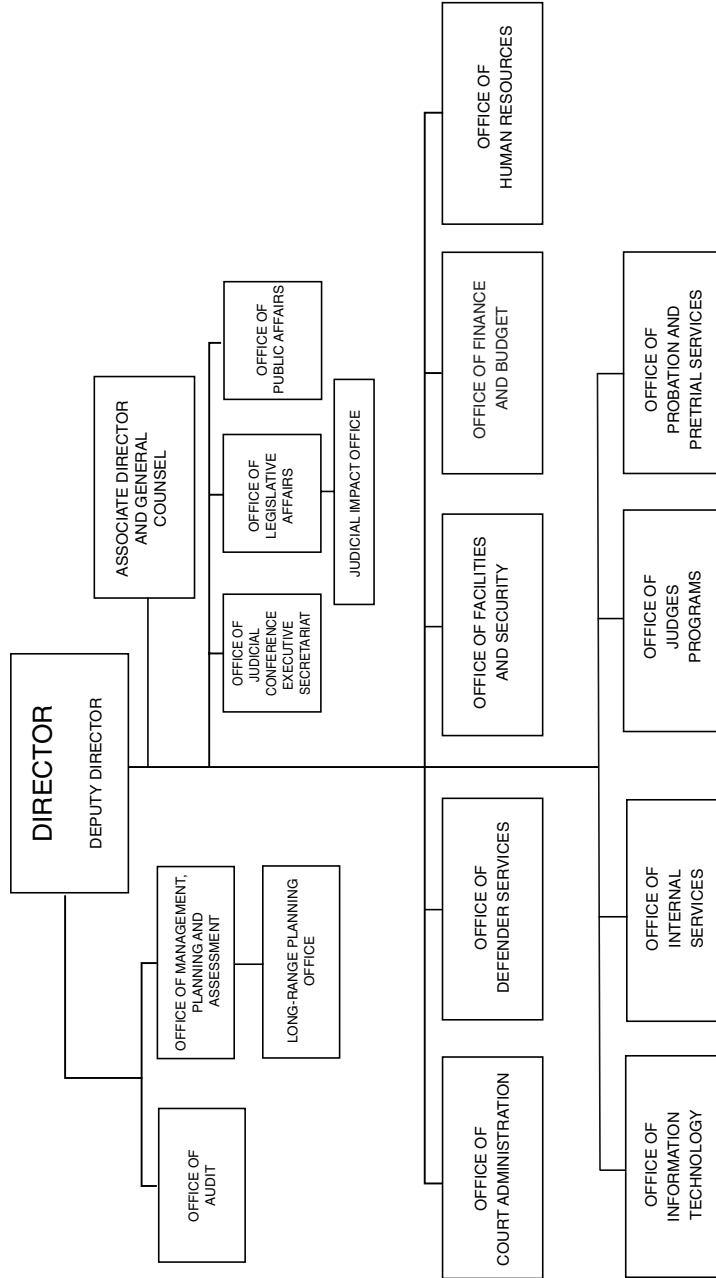 DIRECTOR
DEPUTY DIRECTOR
ASSOCIATE DIRECTOR
AND GENERAL
COUNSEL
OFFICE OF
AUDIT
OFFICE OF MANAGEMENT,
PLANNING AND
ASSESSMENT
LONG-RANGE PLANNING
OFFICE
OFFICE OF
JUDICIAL
CONFERENCE
EXECUTIVE
SECRETARIAT
OFFICE OF
LEGISLATIVE
AFFAIRS
OFFICE OF
PUBLIC AFFAIRS
JUDICIAL IMPACT OFFICE
OFFICE OF
COURT ADMINISTRATION
OFFICE OF
DEFENDER SERVICES
OFFICE OF FACILITIES
AND SECURITY
OFFICE OF FINANCE
AND BUDGET
OFFICE OF
HUMAN RESOURCES
OFFICE OF
INFORMATION
TECHNOLOGY
OFFICE OF
INTERNAL
SERVICES
OFFICE OF
JUDGES
PROGRAMS
OFFICE OF
PROBATION AND
PRETRIAL SERVICES